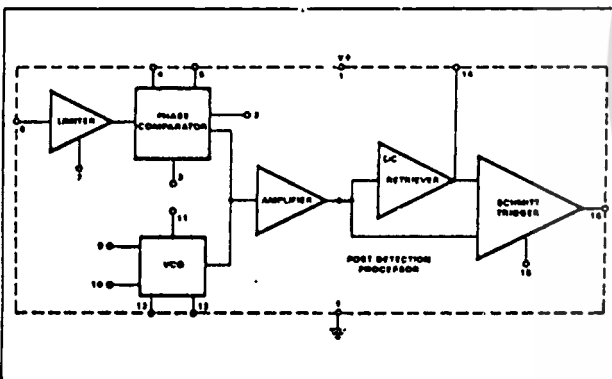 V+
4
5
1
14
LIMITER
PHASE
COMPARATOR
2
6
7
3
DC
RETRIEVER
SCHMITT
TRIGGER
16
11
AMPLIFIER
9
VCO
10
POST DETECTION
PROCESSOR
15
12
13